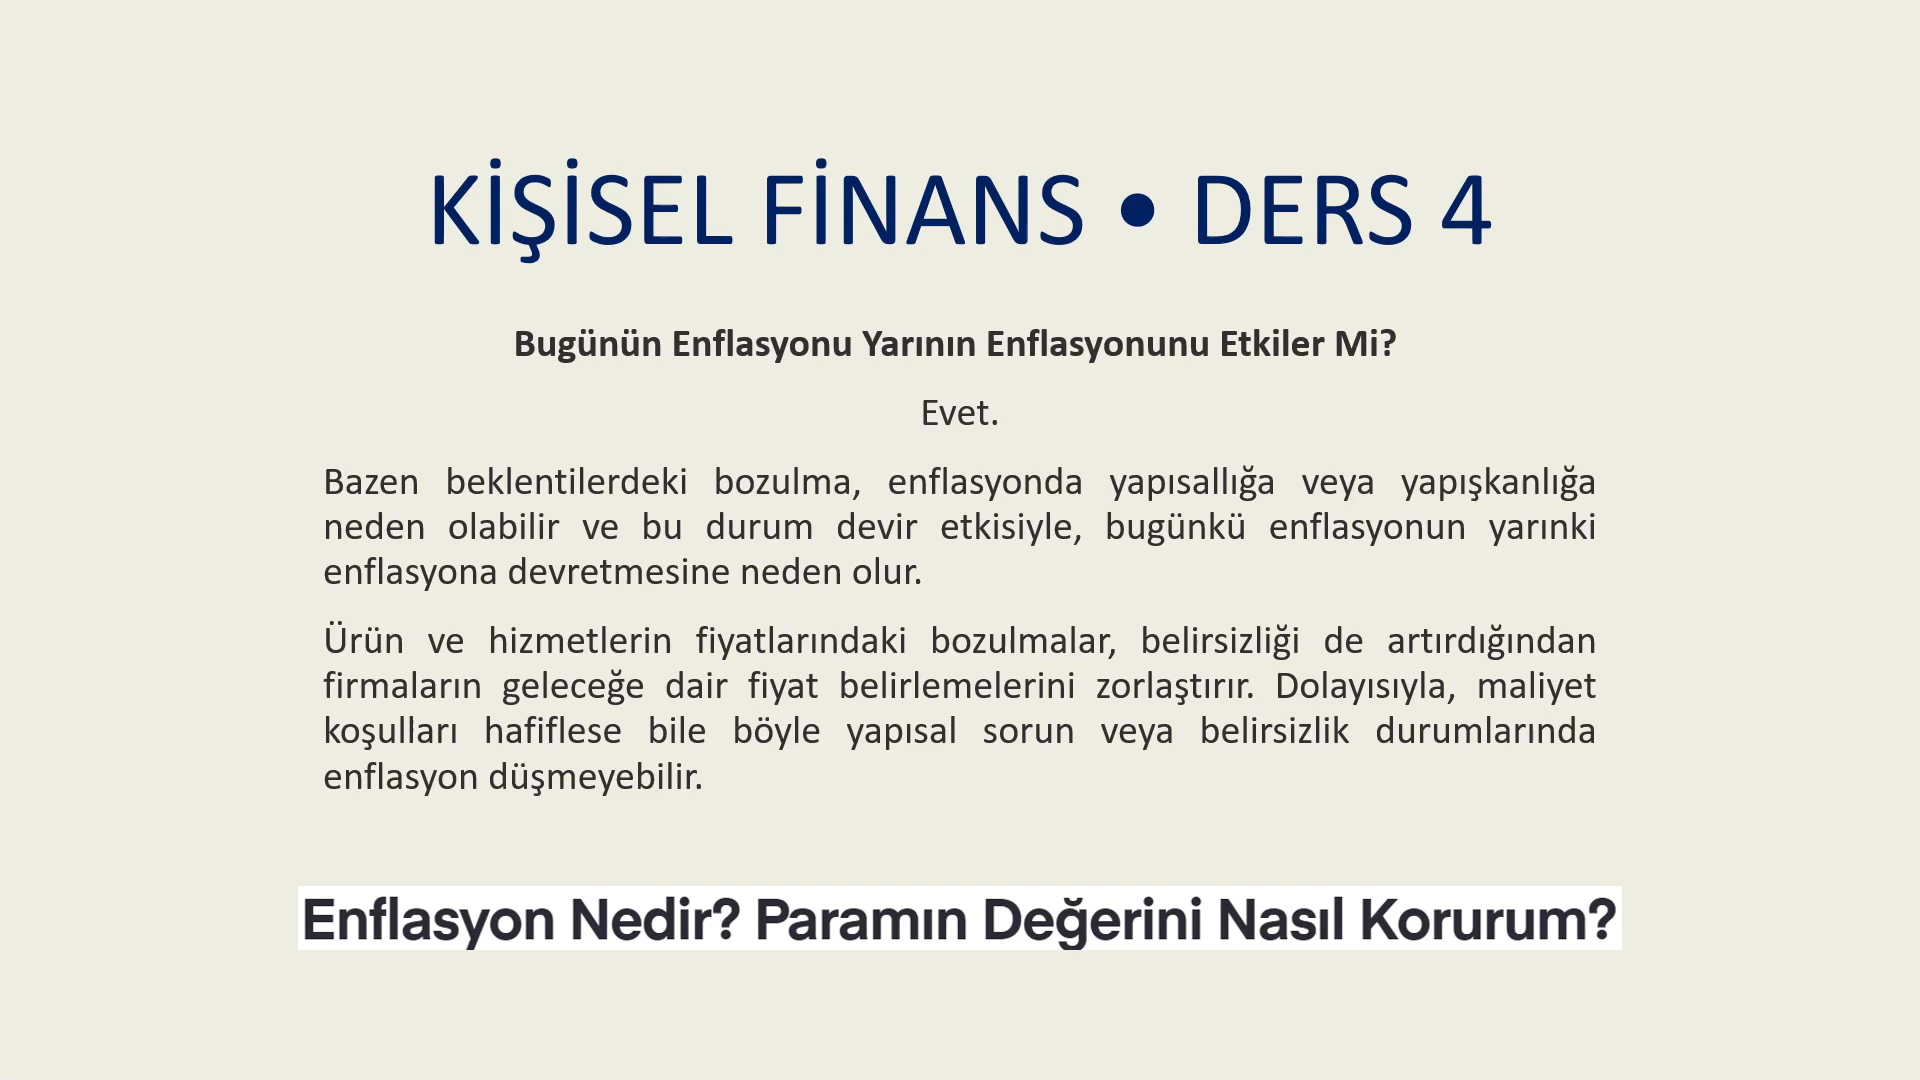 KİŞİSEL FİNANS • DERS 4
Bugünün Enflasyonu Yarının Enflasyonunu Etkiler Mi?
Evet.
Bazen beklentilerdeki bozulma, enflasyonda yapısallığa veya yapışkanlığa
neden olabilir ve bu durum devir etkisiyle, bugünkü enflasyonun yarınki
enflasyona devretmesine neden olur.
Ürün ve hizmetlerin fiyatlarındaki bozulmalar, belirsizliği de artırdığından
firmaların geleceğe dair fiyat belirlemelerini zorlaştırır. Dolayısıyla, maliyet
koşulları hafiflese bile böyle yapısal sorun veya belirsizlik durumlarında
enflasyon düşmeyebilir.
Enflasyon Nedir? Paramın Değerini Nasıl Korurum?